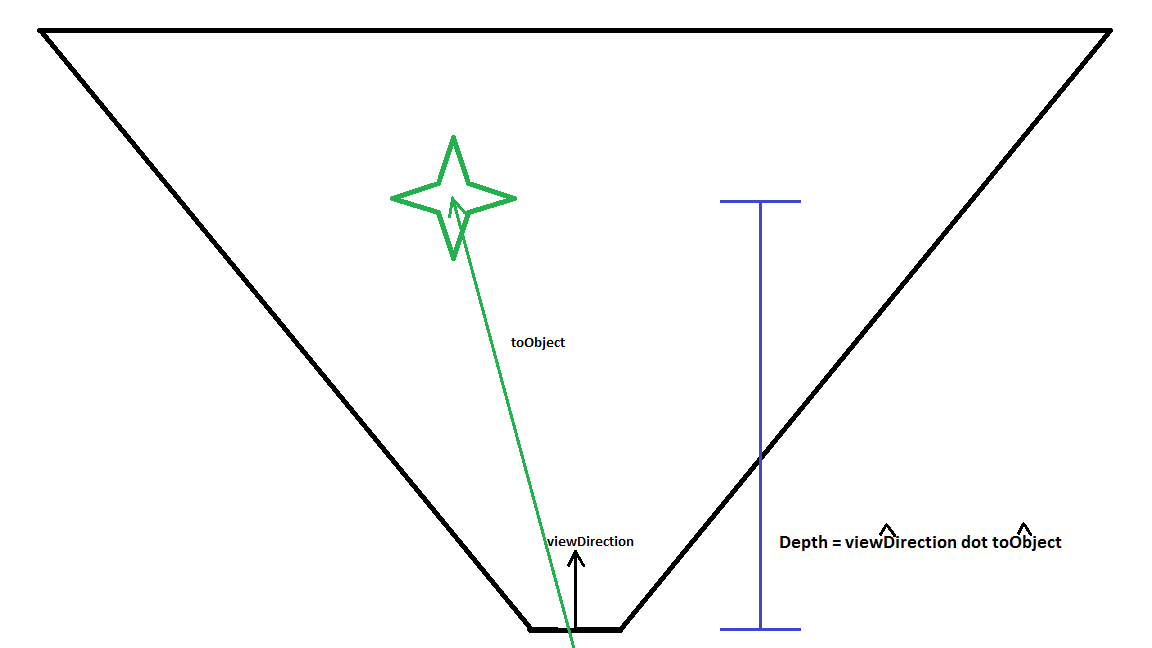 toObject
viewDirection
Depth = viewDirection dot toObject